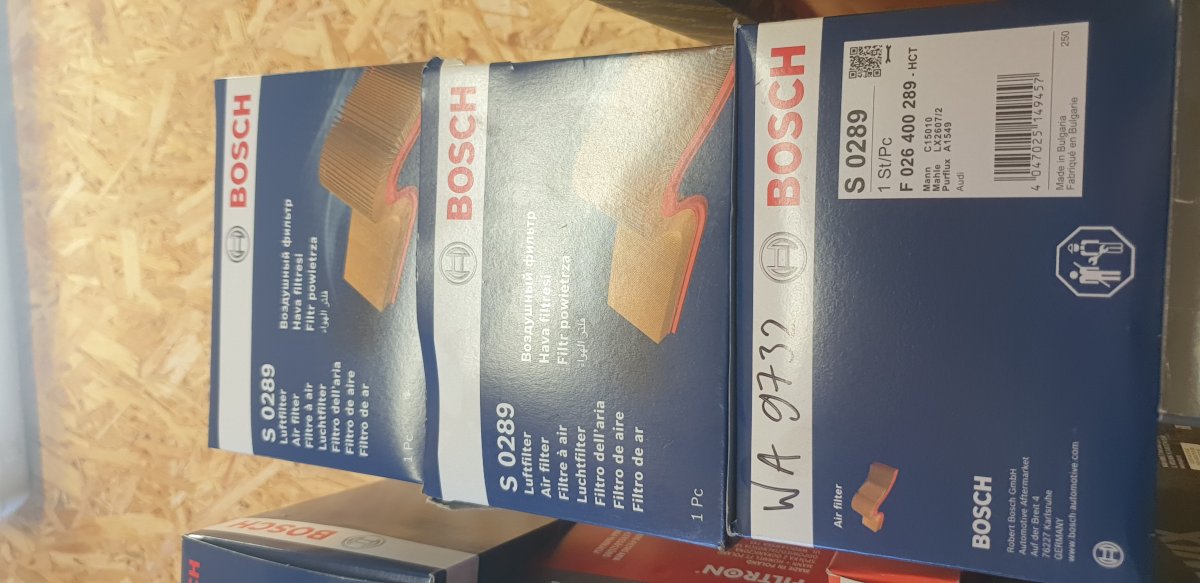 BOSCH
S 0289
Luftfilter
Air filter
Filtre à air
Luchtfilter
Filtro dell'aria
Filtro de aire
Filtro de ar
Воздушный фильтр
Hava filtresi
Filtr powietrza
فلتر الهواء
1 Pc
BOSCH
S 0289
Luftfilter
Air filter
Filtre à air
Luchtfilter
Filtro dell'aria
Filtro de aire
Filtro de ar
Воздушный фильтр
Hava filtresi
Filtr powietrza
فلتر الهواء
1 Pc
BOSCH
WA 9732
S 0289
1 St/Pc
F 026 400 289 - HCT
Mann C15010
Mahle LX2607/2
Purflux A1549
Audi
4 047025 149457
Made in Bulgaria
Fabriqué en Bulgarie
250
Air filter
BOSCH
Robert Bosch GmbH
Automotive Aftermarket
Auf der Breit 4
76227 Karlsruhe
GERMANY
www.bosch automotive.com
BOSCH
FILTRON
MADE IN POLAND